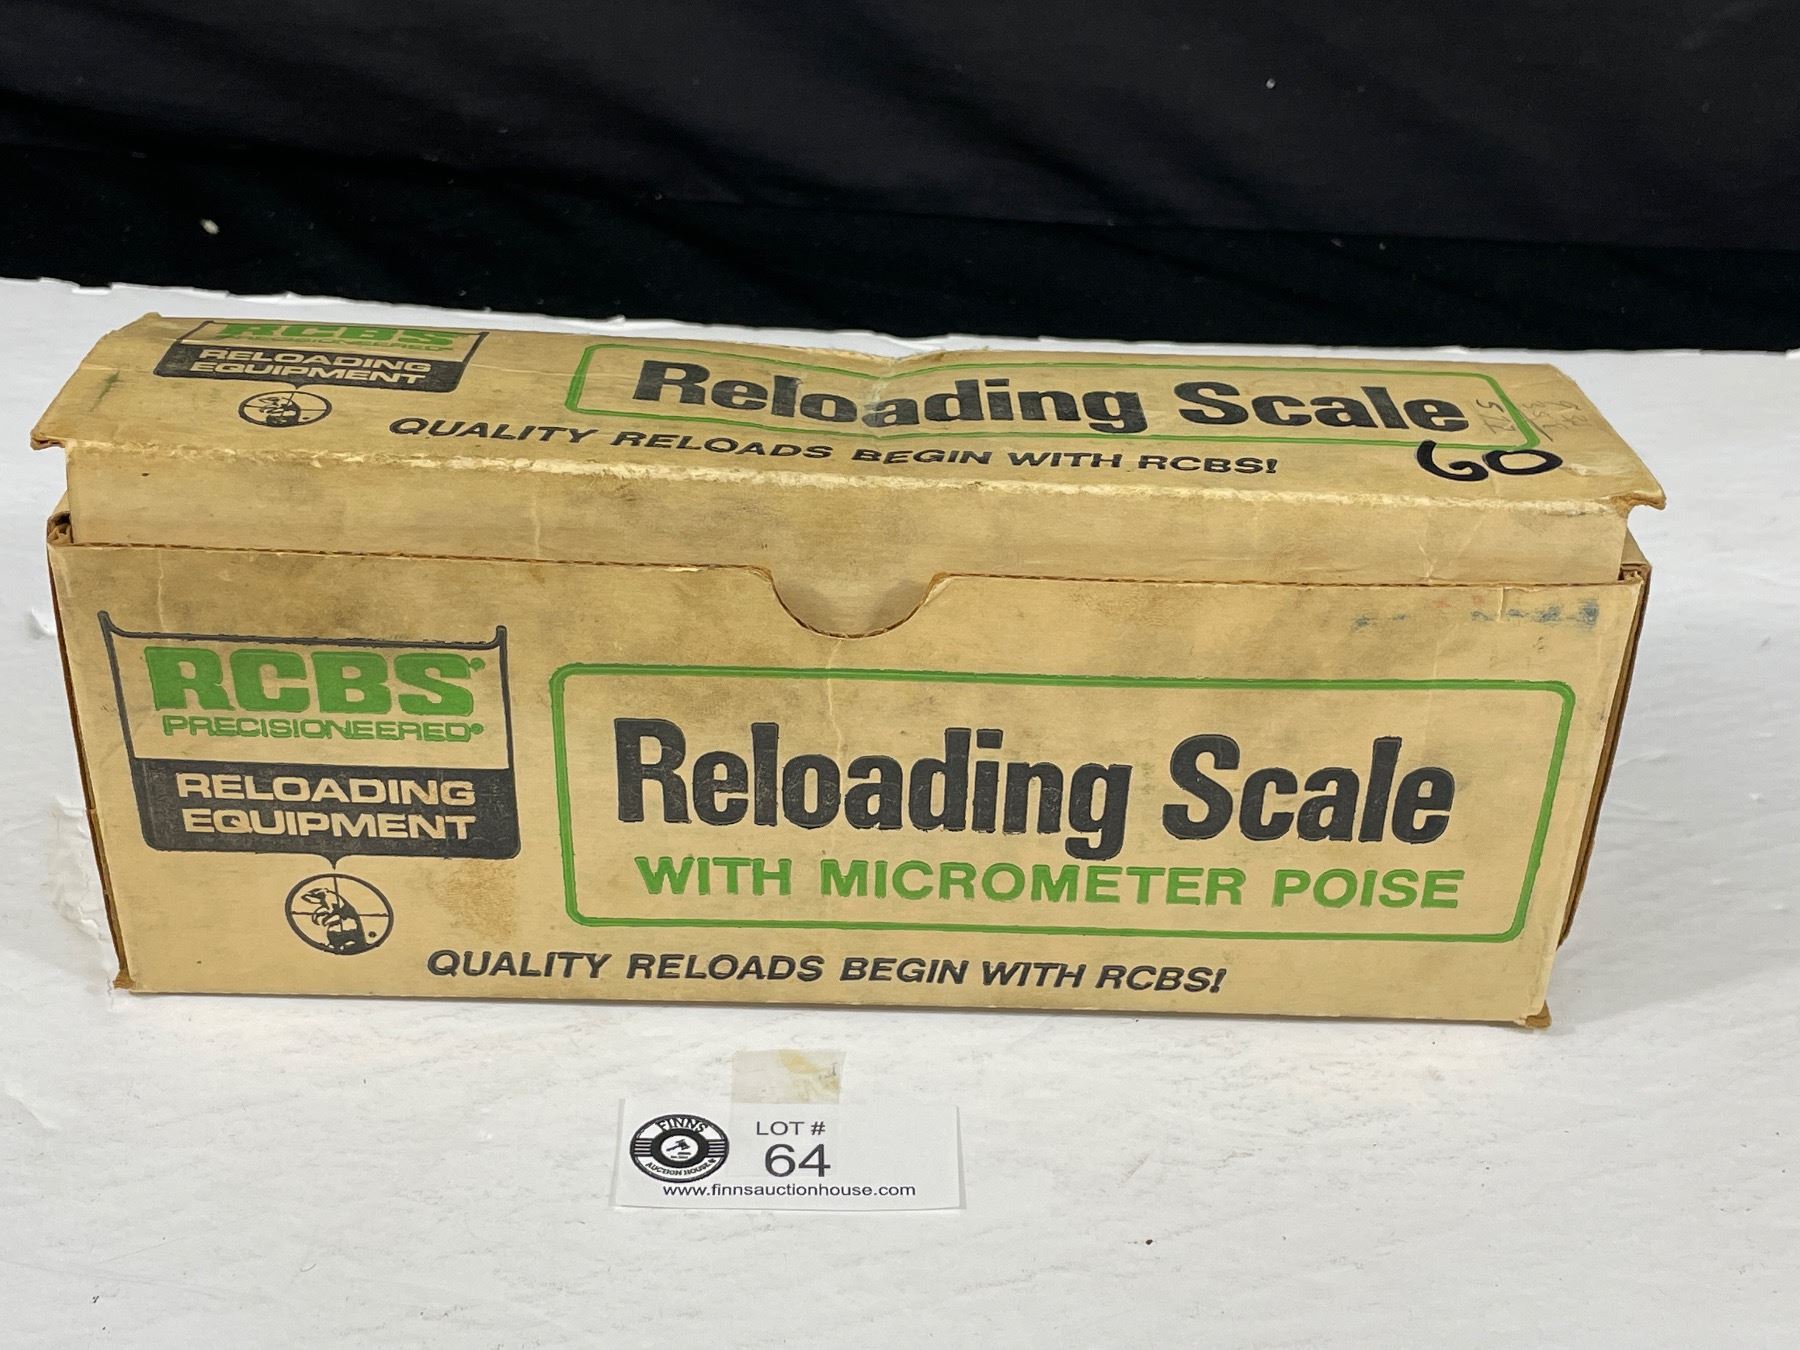 RCBS
RELOADING
EQUIPMENT
Reloading Scale
60
QUALITY RELOADS BEGIN WITH RCBS!
RCBS®
PRECISIONEERED®
RELOADING
EQUIPMENT
Reloading Scale
WITH MICROMETER POISE
QUALITY RELOADS BEGIN WITH RCBS!
FINNS
AUCTION HOUSE
LOT #
64
www.finnsauctionhouse.com